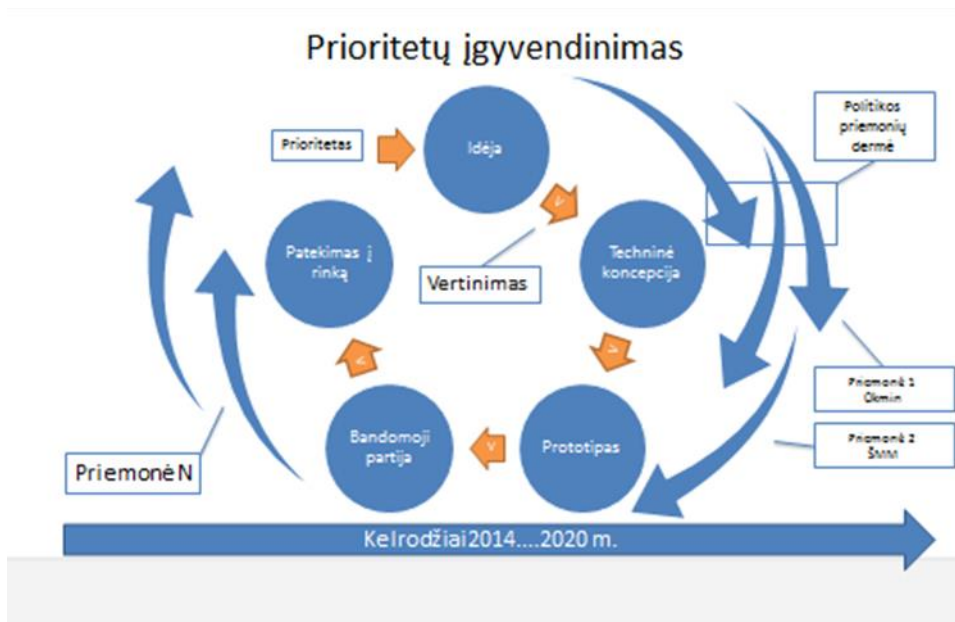 Prioritetų įgyvendinimas
Politikos
priemonių
dermė
Prioritetas
Idėja
V
Patekimas į
rinką
Vertinimas
Techninė
koncepcija
V
V
Priemonė 1
Ūkmin
Bandomoji
partija
V
Prototipas
Priemonė 2
ŠMM
Priemonė N
Kelrodžiai 2014....2020 m.